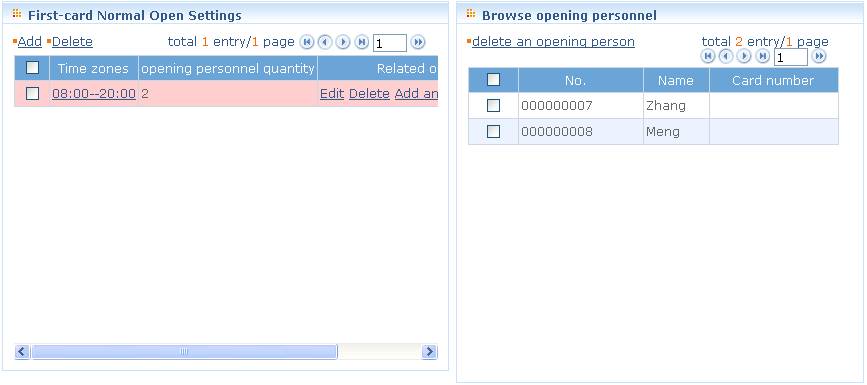 First-card Normal Open Settings
Add Delete total 1 entry/1 page 1
Time zones opening personnel quantity Related o
08:00--20:00 2 Edit Delete Add an
Browse opening personnel
delete an opening person total 2 entry/1 page
1
No. Name Card number
000000007 Zhang
000000008 Meng